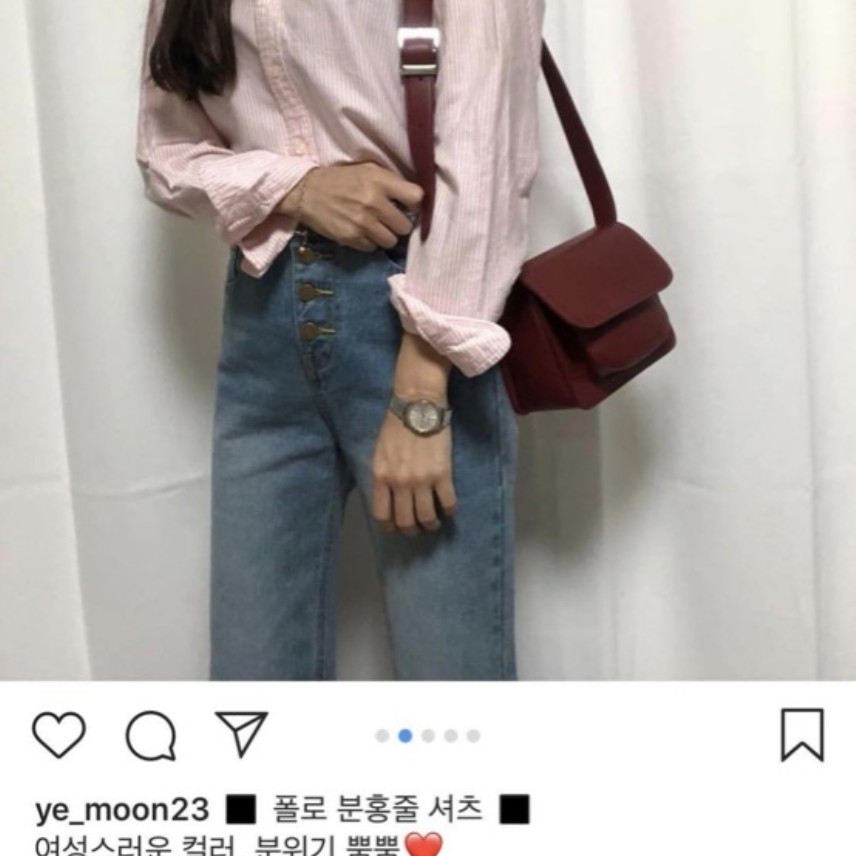 ye_moon23 ⬛ 폴로 분홍줄 셔츠 ⬛
여성스러운 컬러, 분위기 뿜뿜❤️